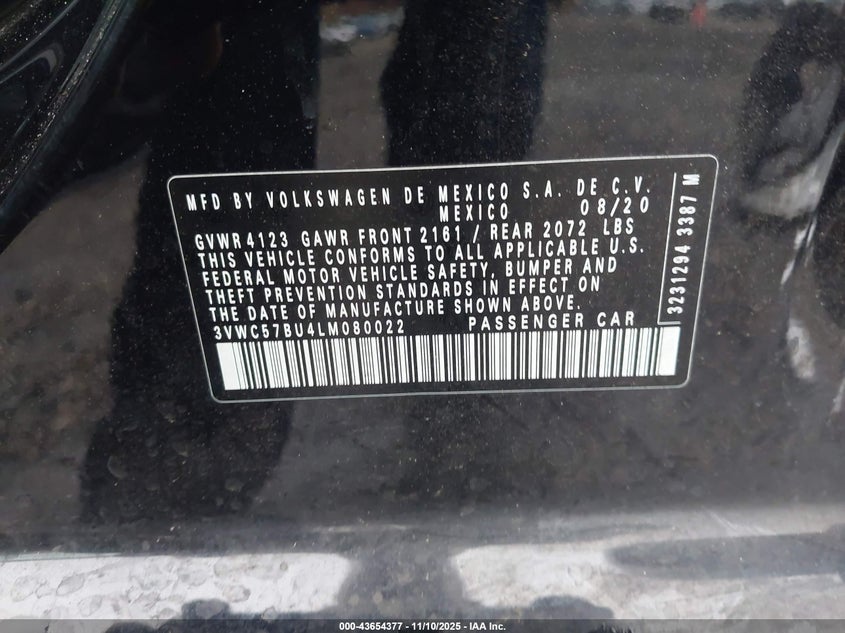 MFD BY VOLKSWAGEN DE MEXICO S.A. DE C.V.
MEXICO 08/20
GVWR 4123 GAWR FRONT 2161 / REAR 2072 LBS
THIS VEHICLE CONFORMS TO ALL APPLICABLE U.S.
FEDERAL MOTOR VEHICLE SAFETY, BUMPER AND
THEFT PREVENTION STANDARDS IN EFFECT ON
THE DATE OF MANUFACTURE SHOWN ABOVE.
3VWC57BU4LM080022 PASSENGER CAR
3231294 3387 M
000-43654377 - 11/10/2025 - IAA Inc.